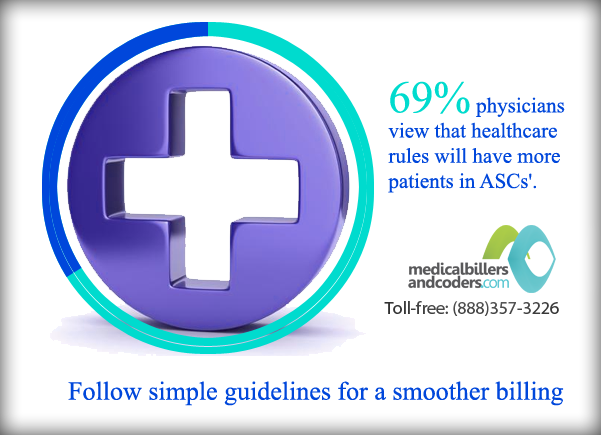 69% physicians
view that healthcare
rules will have more
patients in ASCs'.
medicalbillers
andcoders.com
Toll-free: (888)357-3226
Follow simple guidelines for a smoother billing